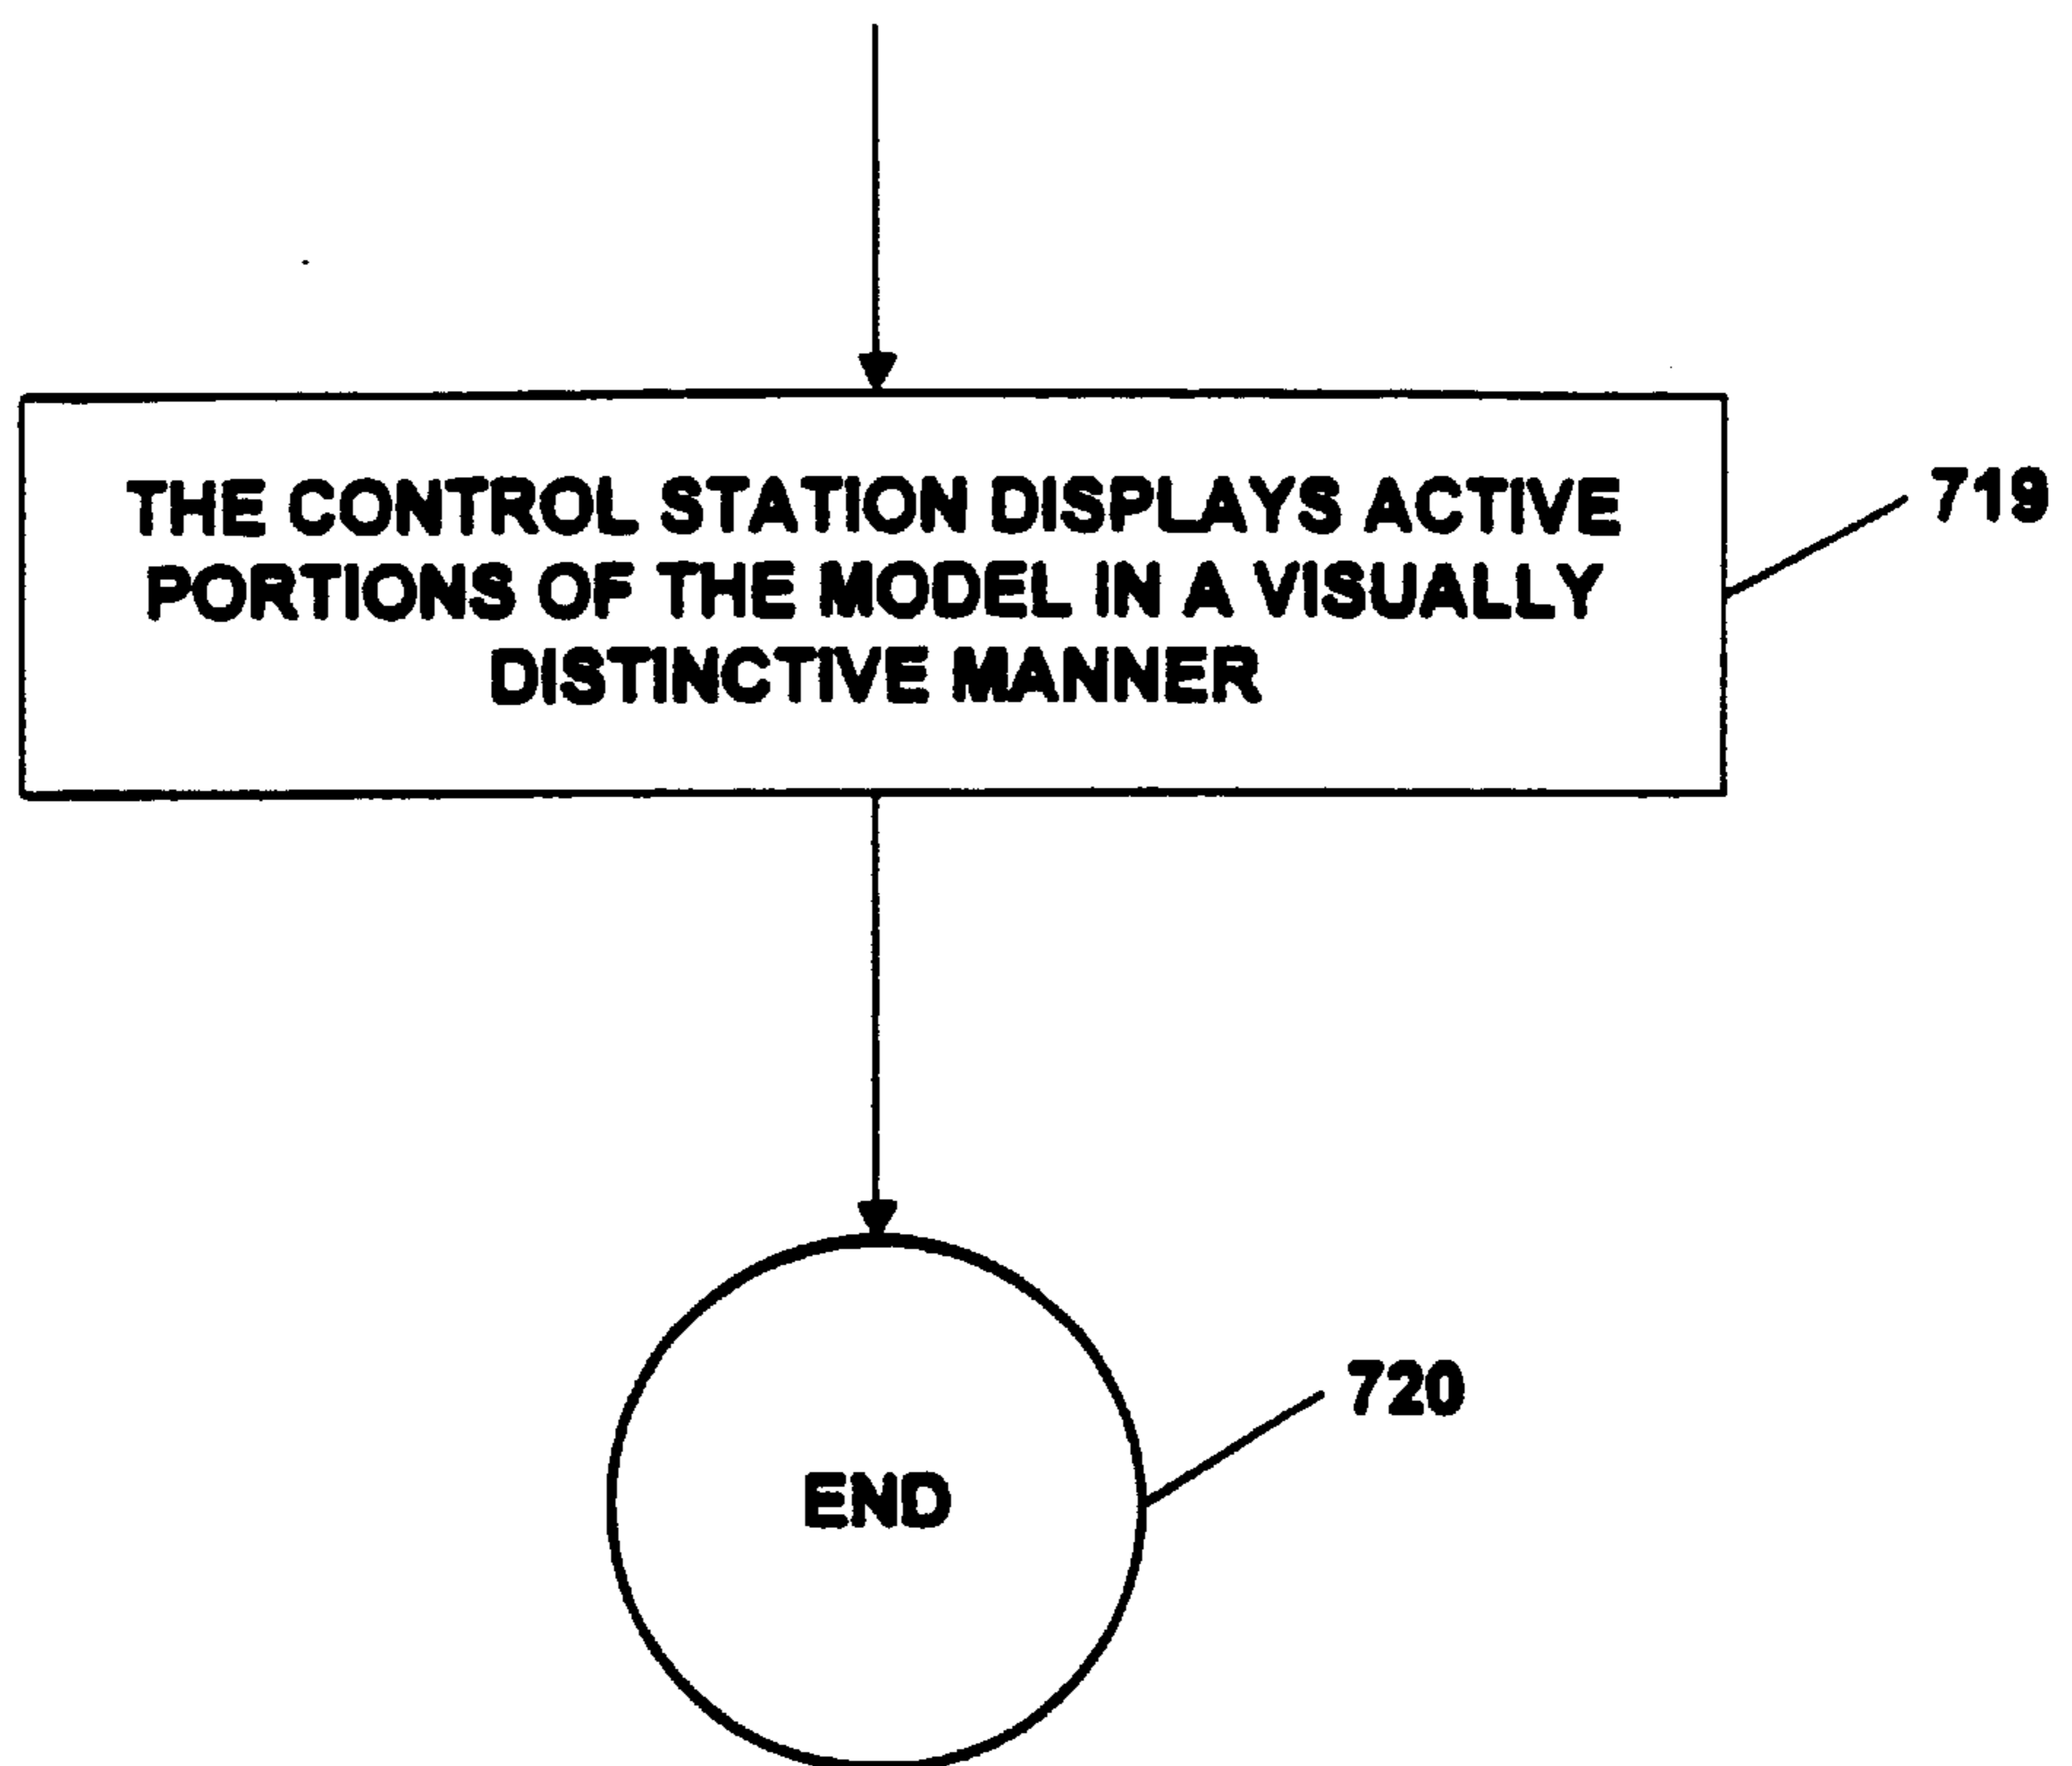 THE CONTROL STATION DISPLAYS ACTIVE
PORTIONS OF THE MODEL IN A VISUALLY
DISTINCTIVE MANNER
719
720
END